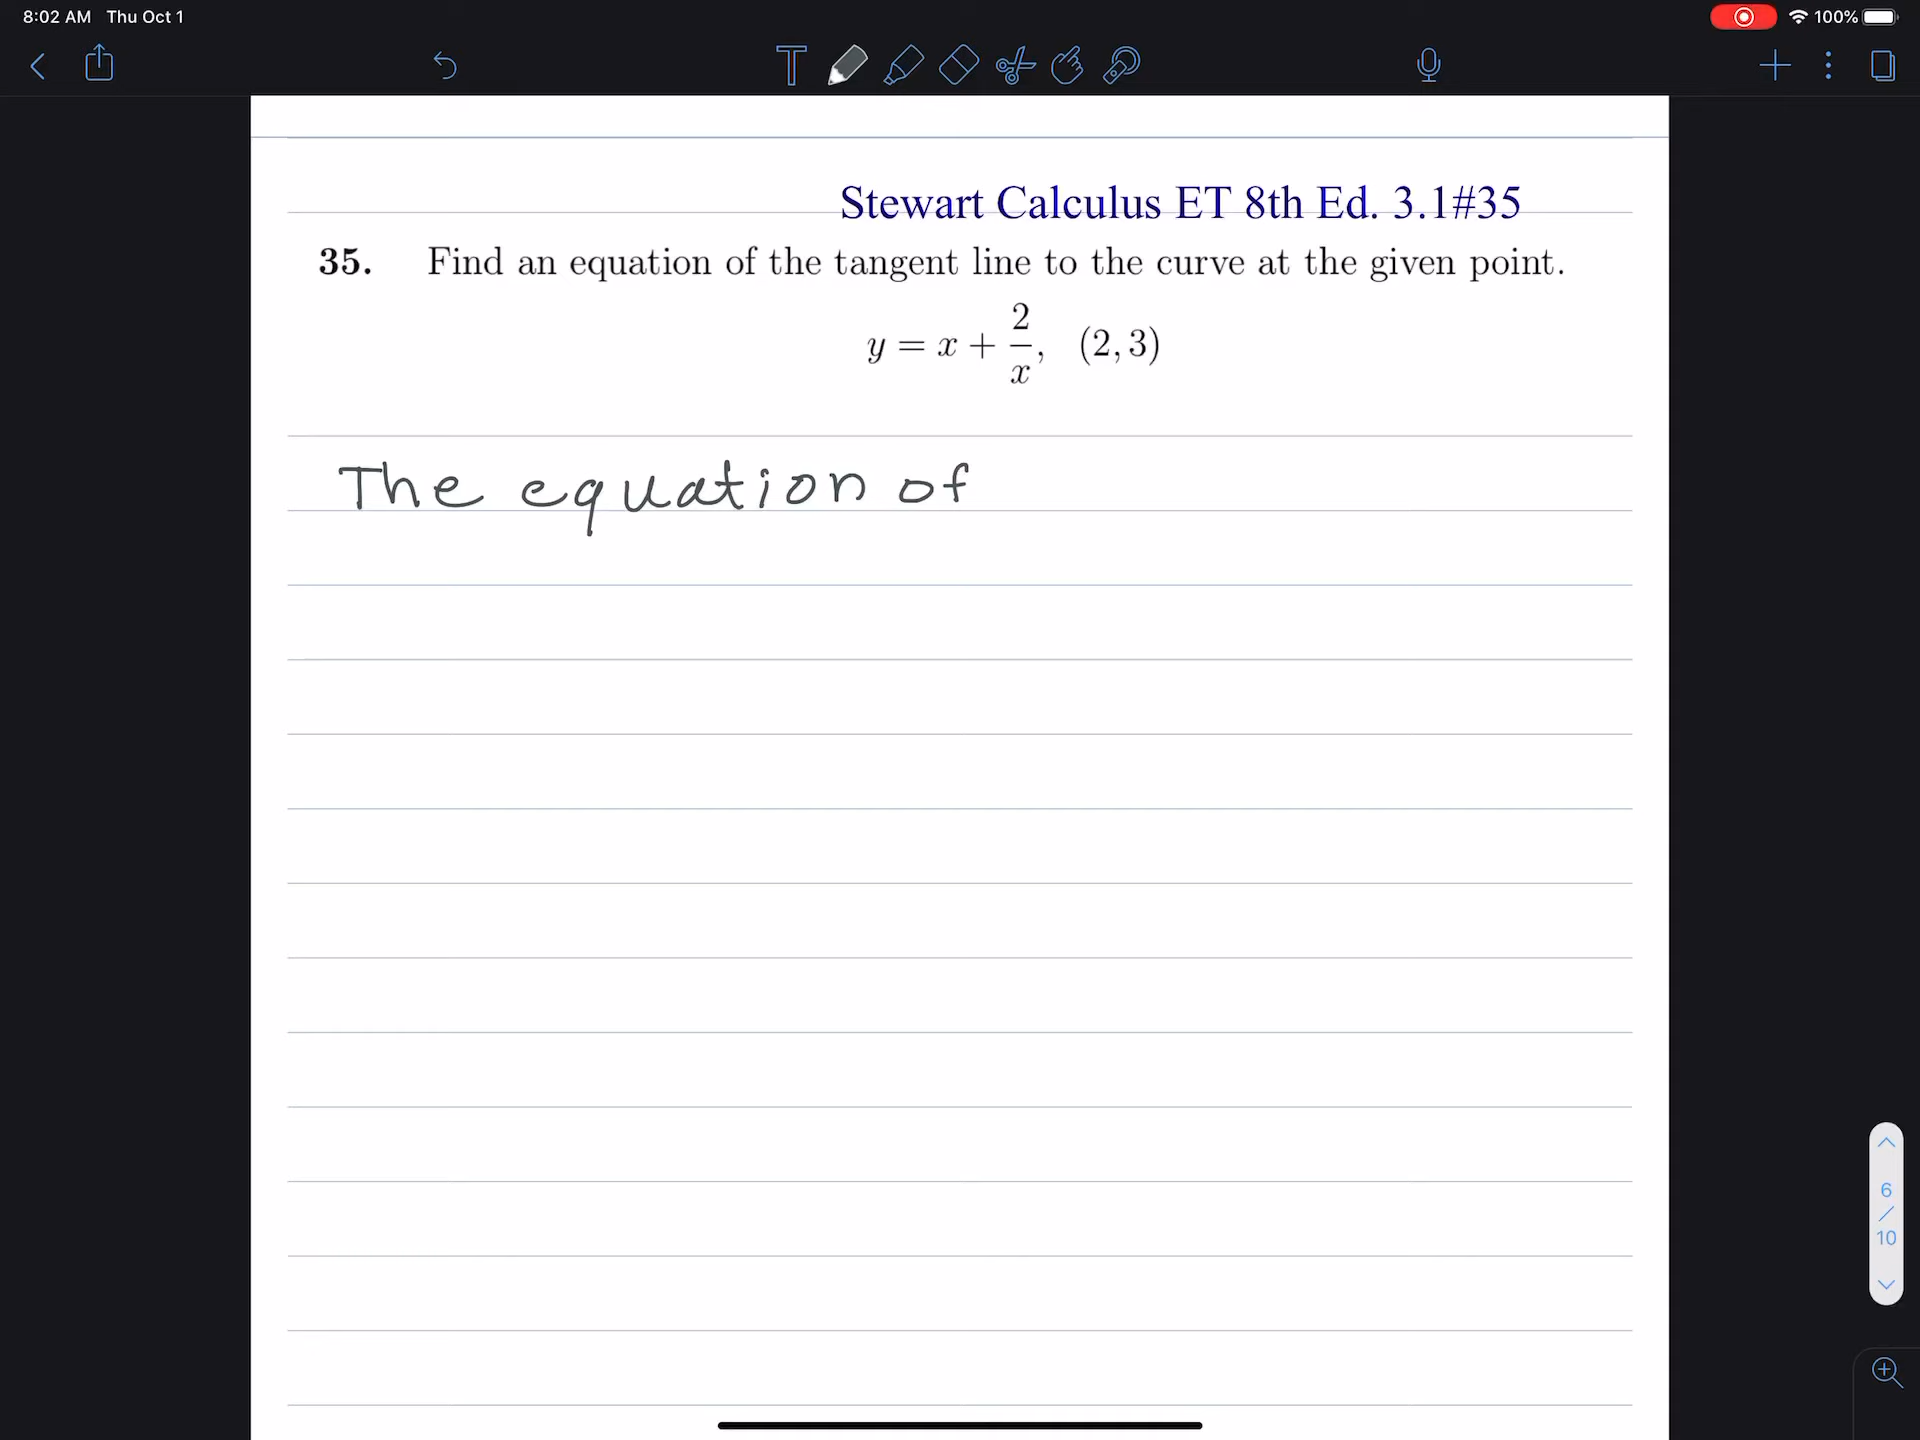 8:02 AM Thu Oct 1
100%
Stewart Calculus ET 8th Ed. 3.1#35
35. Find an equation of the tangent line to the curve at the given point.
y = x + 2/x, (2, 3)
The equation of
6
/
10